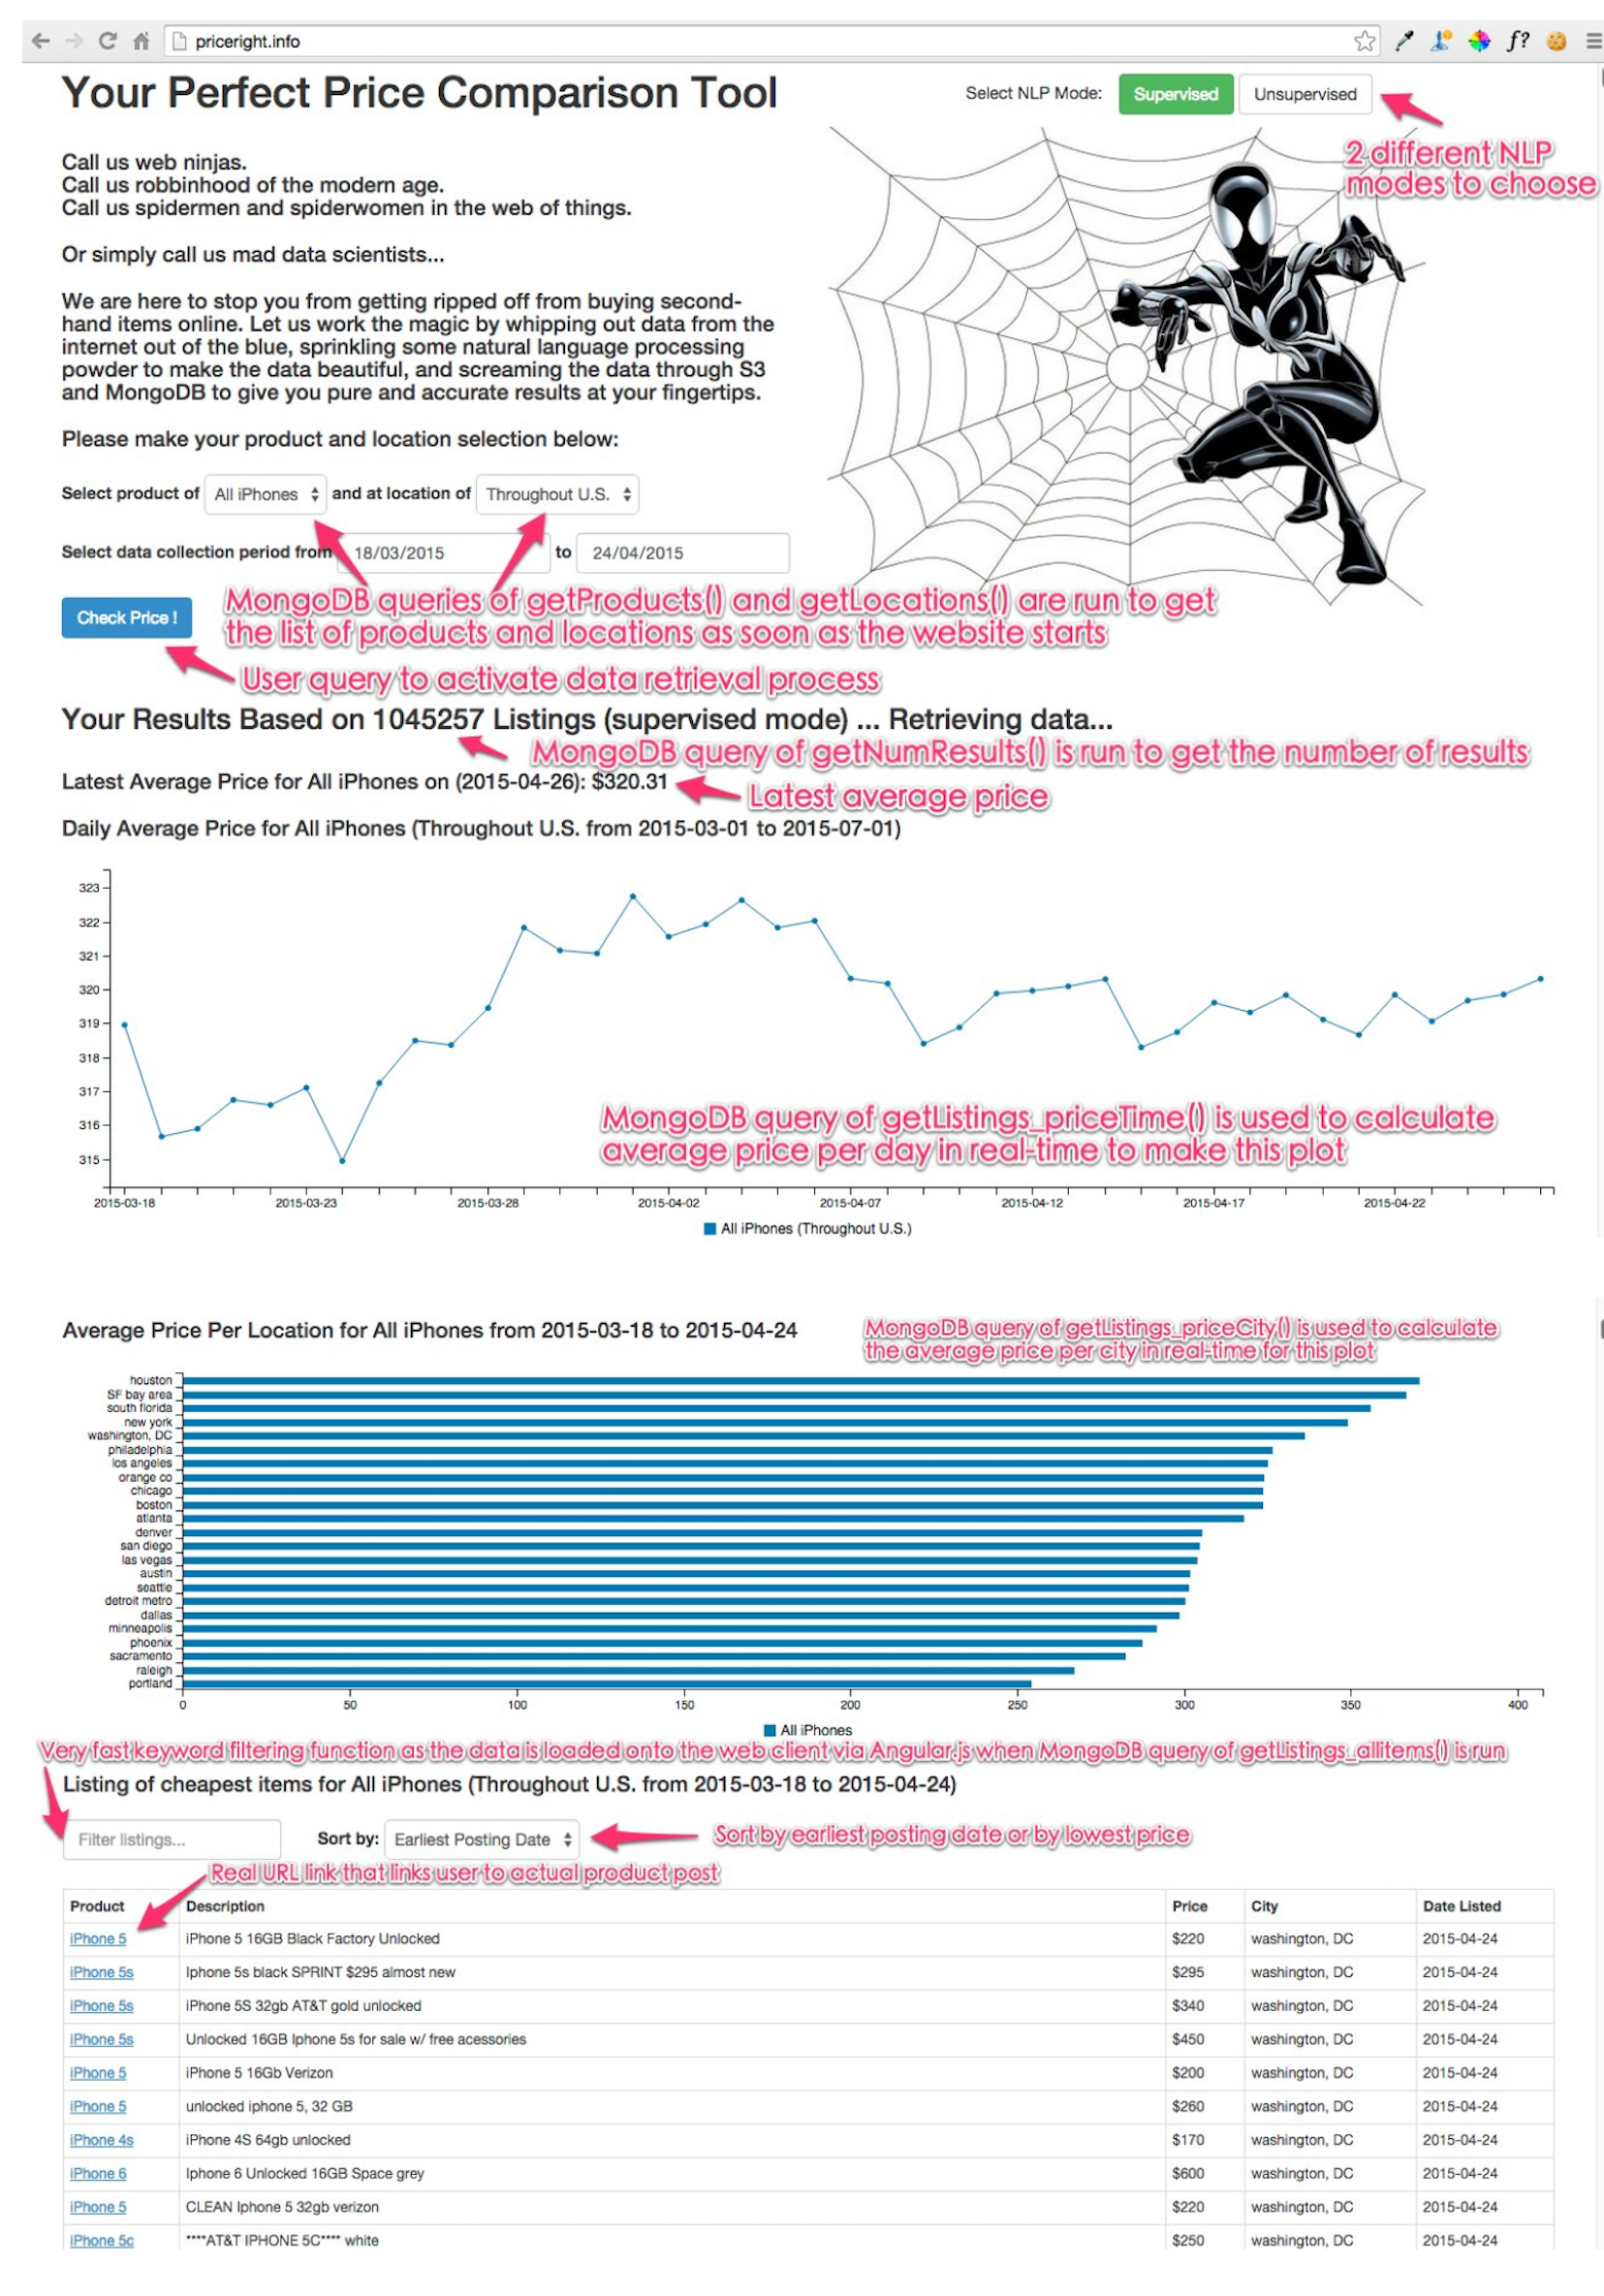 priceright.info
f?
Your Perfect Price Comparison Tool
Select NLP Mode: Supervised Unsupervised
2 different NLP
modes to choose
Call us web ninjas.
Call us robbinhood of the modern age.
Call us spidermen and spiderwomen in the web of things.
Or simply call us mad data scientists...
We are here to stop you from getting ripped off from buying second-
hand items online. Let us work the magic by whipping out data from the
internet out of the blue, sprinkling some natural language processing
powder to make the data beautiful, and screaming the data through S3
and MongoDB to give you pure and accurate results at your fingertips.
Please make your product and location selection below:
Select product of All iPhones and at location of Throughout U.S.
Select data collection period from 18/03/2015 to 24/04/2015
MongoDB queries of getProducts() and getLocations() are run to get
the list of products and locations as soon as the website starts
Check Price !
User query to activate data retrieval process
Your Results Based on 1045257 Listings (supervised mode) ... Retrieving data...
MongoDB query of getNumResults() is run to get the number of results
Latest Average Price for All iPhones on (2015-04-26): $320.31
Latest average price
Daily Average Price for All iPhones (Throughout U.S. from 2015-03-01 to 2015-07-01)
323
322
321
320
319
318
317
316
315
MongoDB query of getListings_priceTime() is used to calculate
average price per day in real-time to make this plot
2015-03-18 2015-03-23 2015-03-28 2015-04-02 2015-04-07 2015-04-12 2015-04-17 2015-04-22
All iPhones (Throughout U.S.)
Average Price Per Location for All iPhones from 2015-03-18 to 2015-04-24
MongoDB query of getListings_priceCity() is used to calculate
the average price per city in real-time for this plot
houston
SF bay area
south florida
new york
washington, DC
philadelphia
los angeles
orange co
chicago
boston
atlanta
denver
san diego
las vegas
austin
seattle
detroit metro
dallas
minneapolis
phoenix
sacramento
raleigh
portland
0 50 100 150 200 250 300 350 400
All iPhones
Very fast keyword filtering function as the data is loaded onto the web client via Angular.js when MongoDB query of getListings_allitems() is run
Listing of cheapest items for All iPhones (Throughout U.S. from 2015-03-18 to 2015-04-24)
Filter listings... Sort by: Earliest Posting Date
Sort by earliest posting date or by lowest price
Real URL link that links user to actual product post
Product Description Price City Date Listed
iPhone 5 iPhone 5 16GB Black Factory Unlocked $220 washington, DC 2015-04-24
iPhone 5s Iphone 5s black SPRINT $295 almost new $295 washington, DC 2015-04-24
iPhone 5s iPhone 5S 32gb AT&T gold unlocked $340 washington, DC 2015-04-24
iPhone 5s Unlocked 16GB Iphone 5s for sale w/ free acessories $450 washington, DC 2015-04-24
iPhone 5 iPhone 5 16Gb Verizon $200 washington, DC 2015-04-24
iPhone 5 unlocked iphone 5, 32 GB $260 washington, DC 2015-04-24
iPhone 4s iPhone 4S 64gb unlocked $170 washington, DC 2015-04-24
iPhone 6 Iphone 6 Unlocked 16GB Space grey $600 washington, DC 2015-04-24
iPhone 5 CLEAN Iphone 5 32gb verizon $220 washington, DC 2015-04-24
iPhone 5c ****AT&T IPHONE 5C**** white $250 washington, DC 2015-04-24